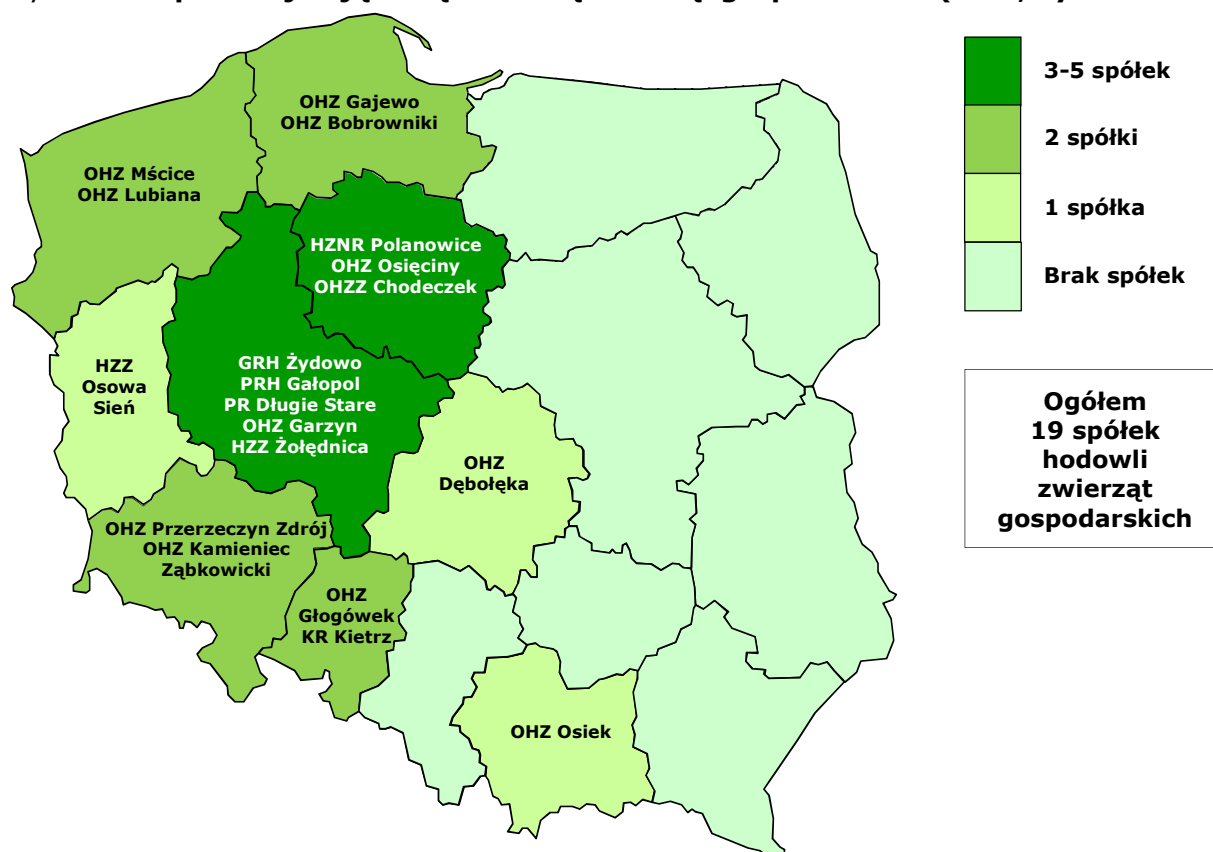 3-5 spółek
2 spółki
1 spółka
Brak spółek
Ogółem
19 spółek
hodowli
zwierząt
gospodarskich
OHZ Gajewo
OHZ Bobrowniki
OHZ Mścice
OHZ Lubiana
HZNR Polanowice
OHZ Osięciny
OHZZ Chodeczek
HZZ
Osowa
Sień
GRH Żydowo
PRH Gałopol
PR Długie Stare
OHZ Garzyn
HZZ Żołędnica
OHZ
Dębołęka
OHZ Przerzeczyn Zdrój
OHZ Kamieniec
Ząbkowicki
OHZ
Głogówek
KR Kietrz
OHZ Osiek